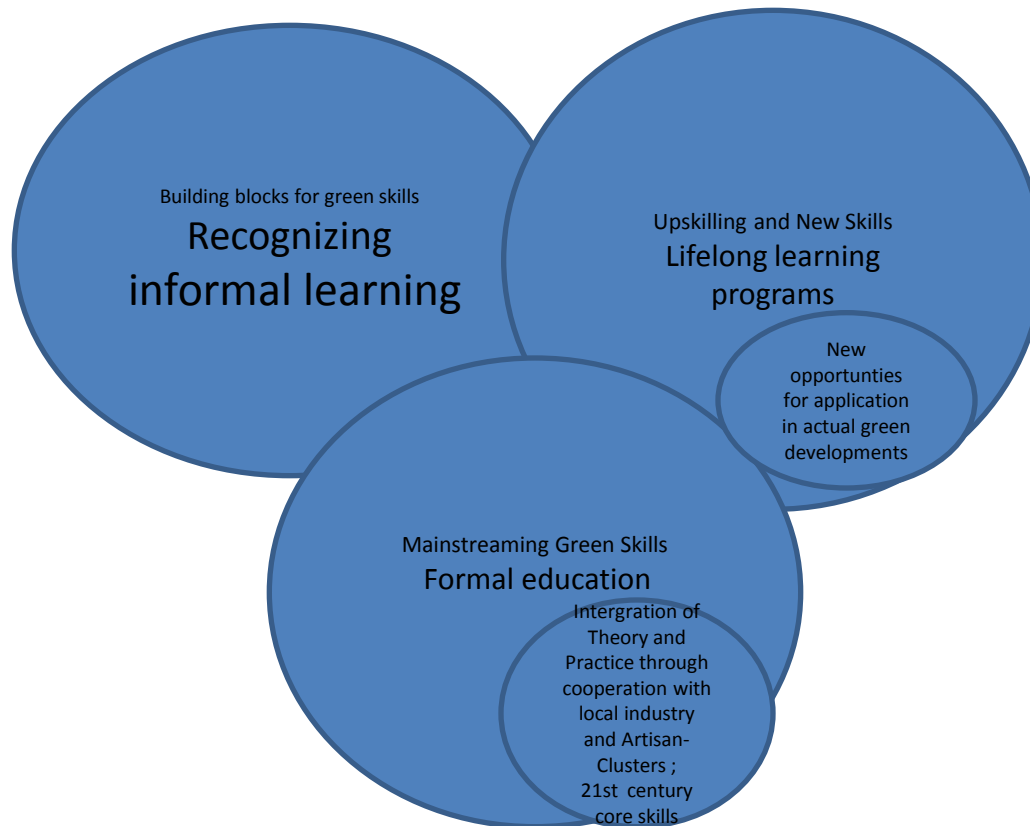 Building blocks for green skills
Recognizing
informal learning
Upskilling and New Skills
Lifelong learning
programs
New
opportunties
for application
in actual green
developments
Mainstreaming Green Skills
Formal education
Intergration of
Theory and
Practice through
cooperation with
local industry
and Artisan-
Clusters ;
21st century
core skills